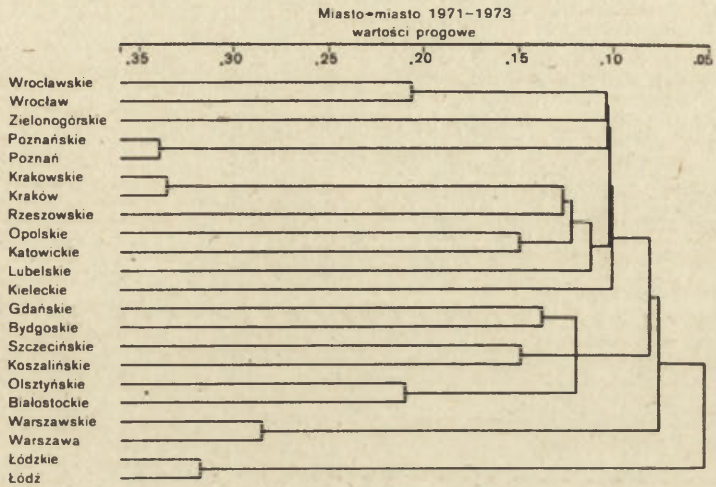 Miasto-miasto 1971-1973
wartości progowe
.35 .30 .25 .20 .15 .10 .05
Wrocławskie
Wrocław
Zielonogórskie
Poznańskie
Poznań
Krakowskie
Kraków
Rzeszowskie
Opolskie
Katowickie
Lubelskie
Kieleckie
Gdańskie
Bydgoskie
Szczecińskie
Koszalińskie
Olsztyńskie
Białostockie
Warszawskie
Warszawa
Łódzkie
Łódź